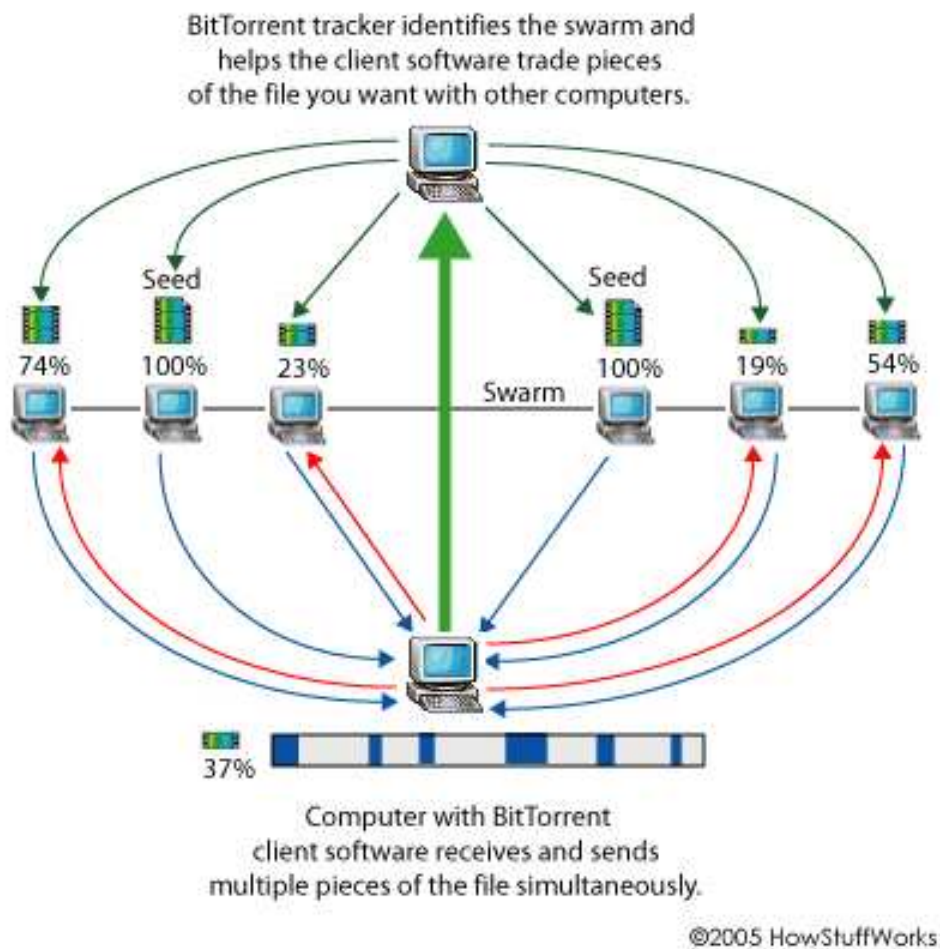 BitTorrent tracker identifies the swarm and
helps the client software trade pieces
of the file you want with other computers.
Seed
Seed
74%
100%
23%
100%
19%
54%
Swarm
37%
Computer with BitTorrent
client software receives and sends
multiple pieces of the file simultaneously.
©2005 HowStuffWorks